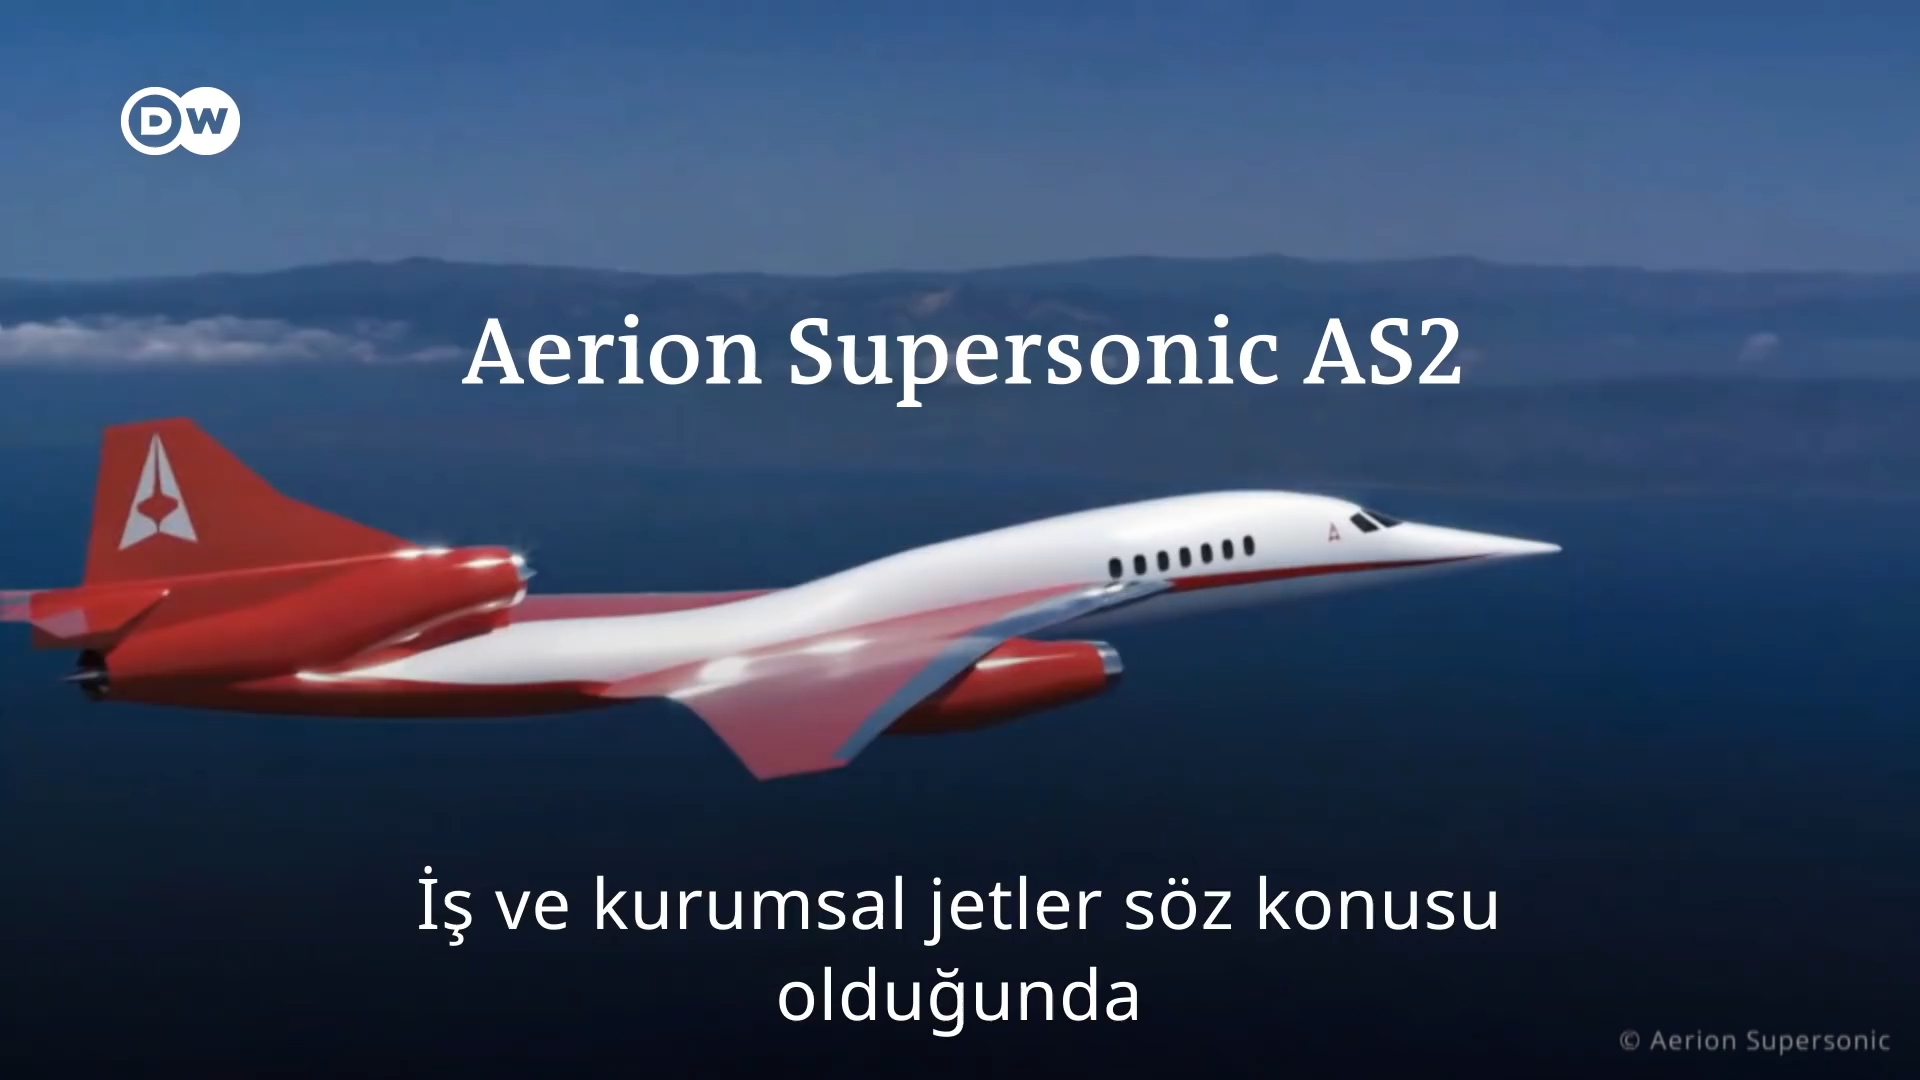 DW
Aerion Supersonic AS2
İş ve kurumsal jetler söz konusu
olduğunda
© Aerion Supersonic